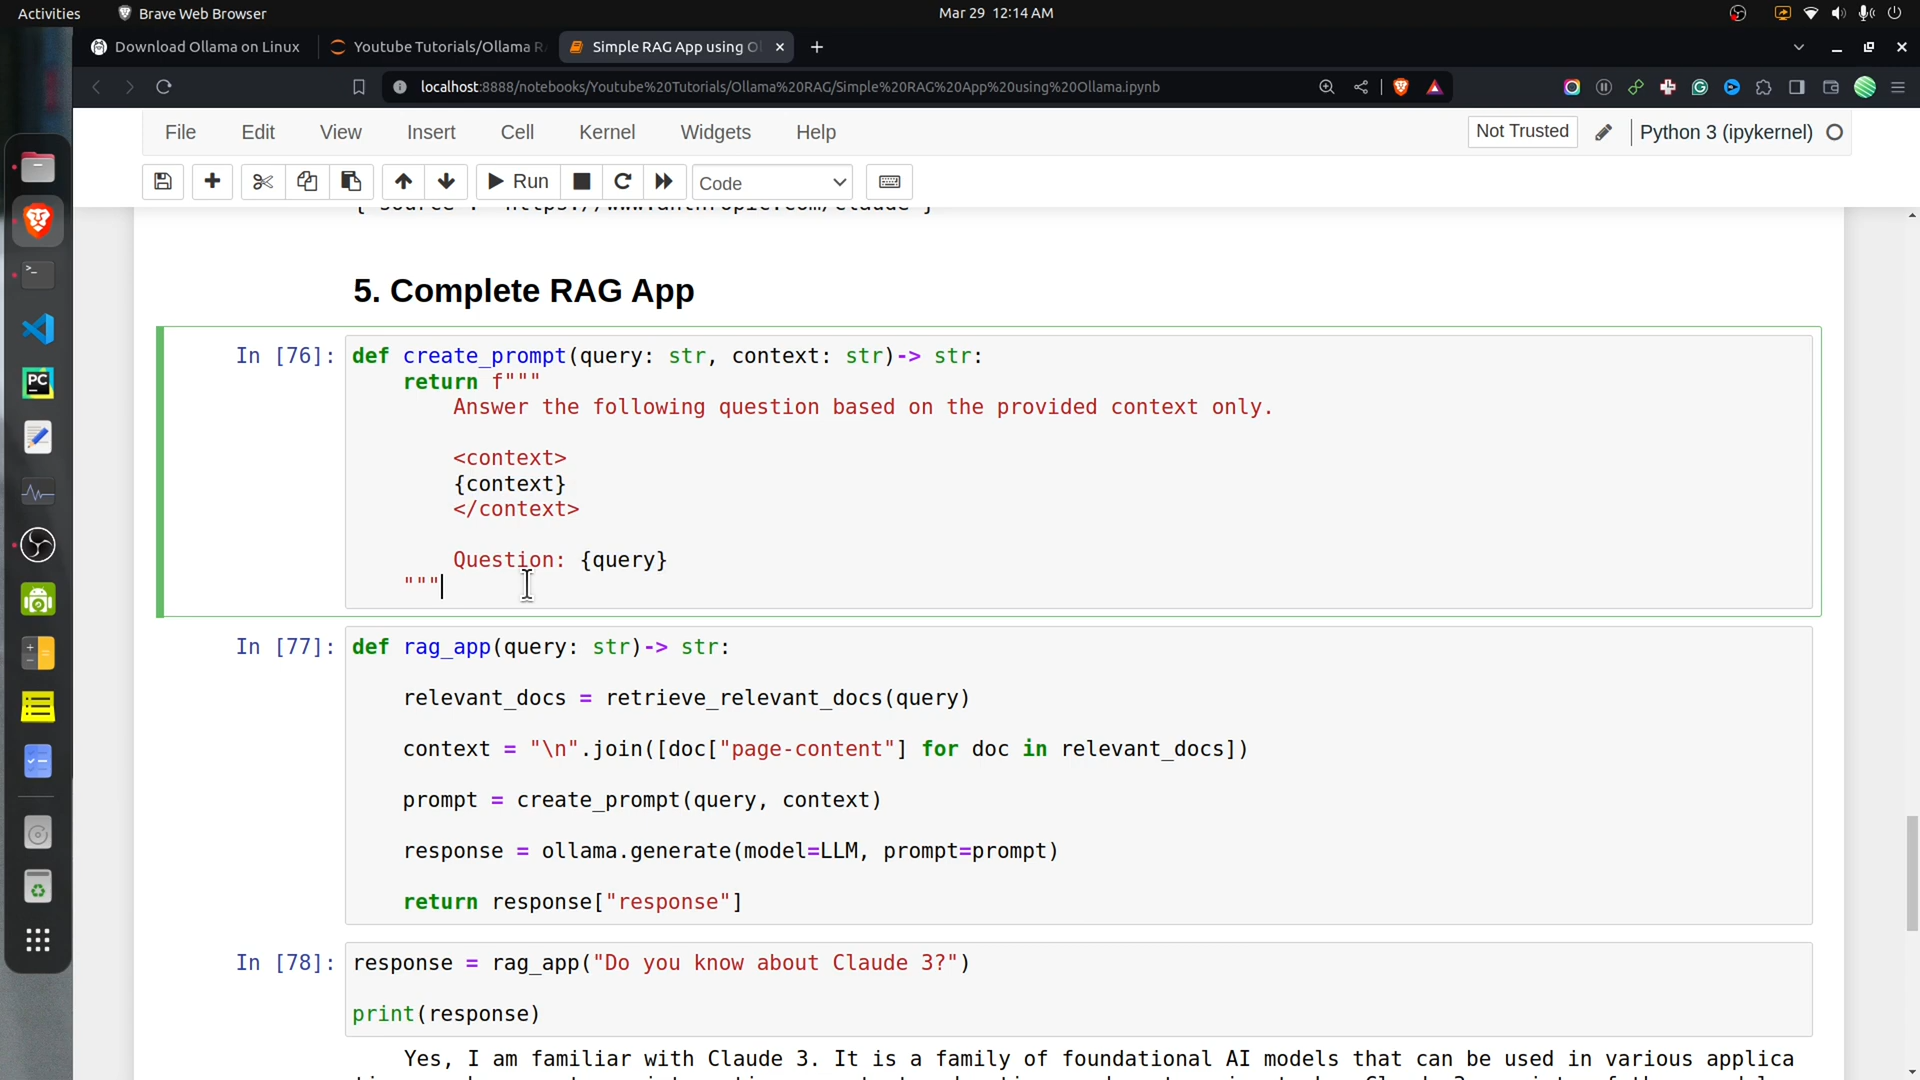 Activities
Brave Web Browser
Mar 29 12:14 AM
Download Ollama on Linux
Youtube Tutorials/Ollama R
Simple RAG App using O
localhost:8888/notebooks/Youtube%20Tutorials/Ollama%20RAG/Simple%20RAG%20App%20using%20Ollama.ipynb
File Edit View Insert Cell Kernel Widgets Help
Not Trusted
Python 3 (ipykernel)
Run
Code
5. Complete RAG App
In [76]:
def create_prompt(query: str, context: str)-> str:
return f"""
Answer the following question based on the provided context only.
<context>
{context}
</context>
Question: {query}
"""
In [77]:
def rag_app(query: str)-> str:
relevant_docs = retrieve_relevant_docs(query)
context = "\n".join([doc["page-content"] for doc in relevant_docs])
prompt = create_prompt(query, context)
response = ollama.generate(model=LLM, prompt=prompt)
return response["response"]
In [78]:
response = rag_app("Do you know about Claude 3?")
print(response)
Yes, I am familiar with Claude 3. It is a family of foundational AI models that can be used in various applica
PC